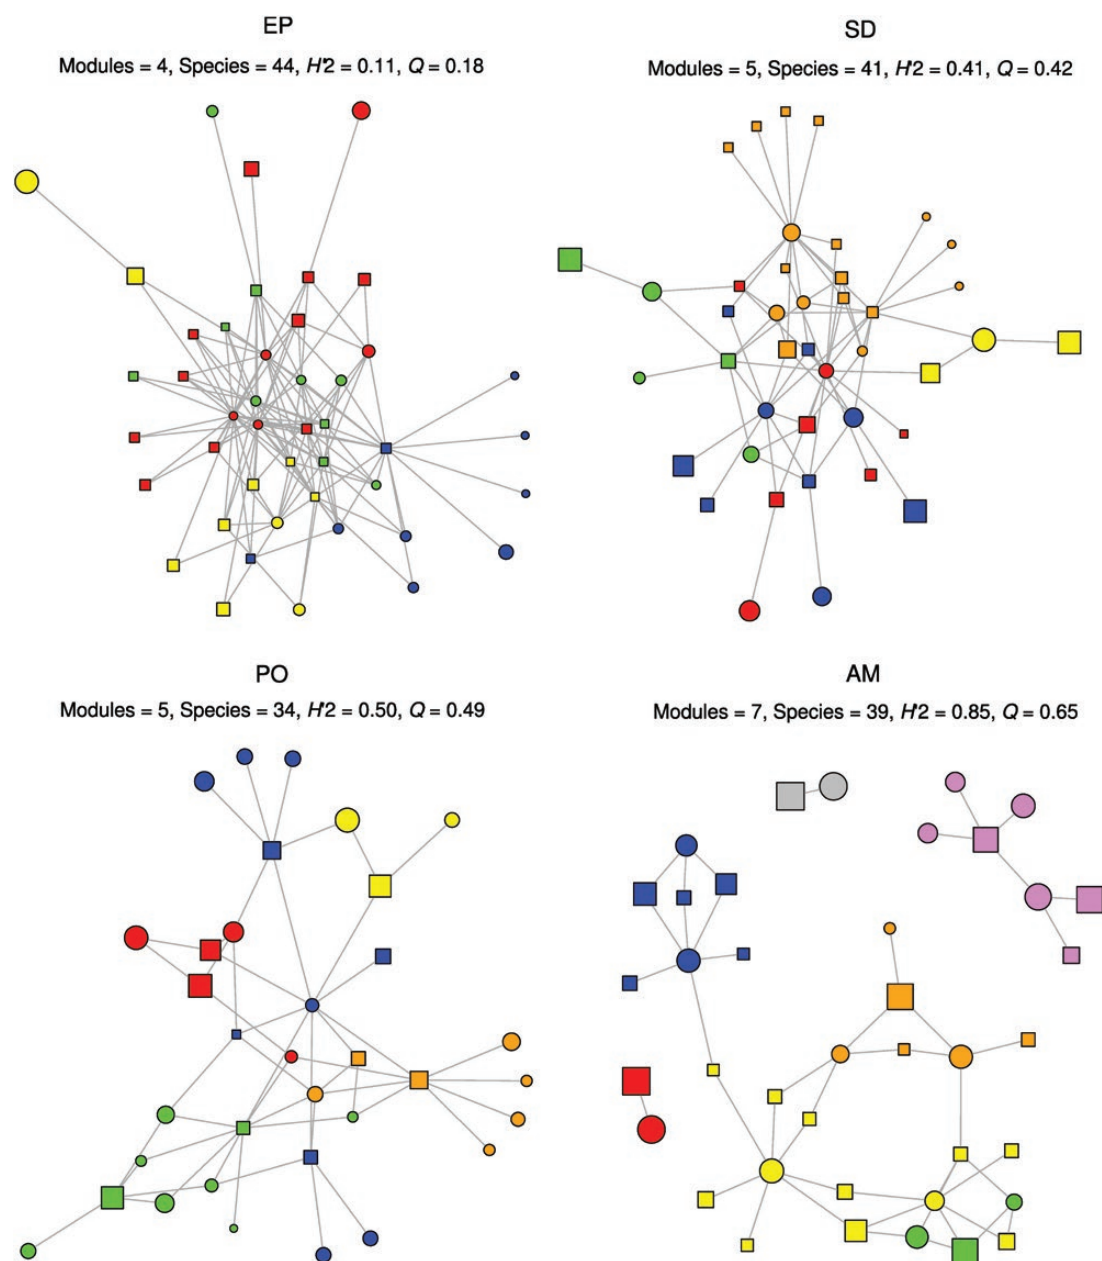 EP
Modules = 4, Species = 44, H'2 = 0.11, Q = 0.18
SD
Modules = 5, Species = 41, H'2 = 0.41, Q = 0.42
PO
Modules = 5, Species = 34, H'2 = 0.50, Q = 0.49
AM
Modules = 7, Species = 39, H'2 = 0.85, Q = 0.65